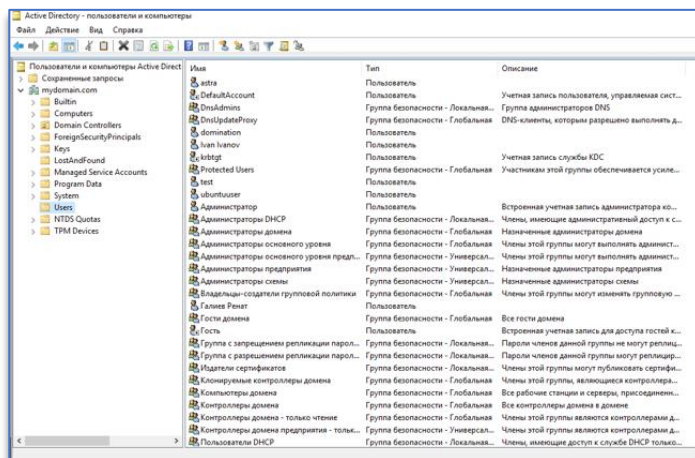 Active Directory - пользователи и компьютеры
Файл Действие Вид Справка
Пользователи и компьютеры Active Direct
Сохраненные запросы
mydomain.com
Builtin
Computers
Domain Controllers
ForeignSecurityPrincipals
Keys
LostAndFound
Managed Service Accounts
Program Data
System
Users
NTDS Quotas
TPM Devices
Имя Тип Описание
astra Пользователь
DefaultAccount Пользователь Учетная запись пользователя, управляемая сист...
DnsAdmins Группа безопасности - Локальная... Группа администраторов DNS
DnsUpdateProxy Группа безопасности - Глобальная DNS-клиенты, которым разрешено выполнять д...
domination Пользователь
Ivan Ivanov Пользователь
krbtgt Пользователь Учетная запись службы KDC
Protected Users Группа безопасности - Глобальная Участникам этой группы обеспечивается усиле...
test Пользователь
ubuntuuser Пользователь
Администратор Пользователь Встроенная учетная запись администратора ко...
Администраторы DHCP Группа безопасности - Локальная... Члены, имеющие административный доступ к с...
Администраторы домена Группа безопасности - Глобальная Назначенные администраторы домена
Администраторы основного уровня Группа безопасности - Глобальная Члены этой группы могут выполнять админист...
Администраторы основного уровня предп... Группа безопасности - Универсал... Члены этой группы могут выполнять админист...
Администраторы предприятия Группа безопасности - Универсал... Назначенные администраторы предприятия
Администраторы схемы Группа безопасности - Универсал... Назначенные администраторы схемы
Владельцы-создатели групповой политики Группа безопасности - Глобальная Члены этой группы могут изменять групповую ...
Галиев Ренат Пользователь
Гости домена Группа безопасности - Глобальная Все гости домена
Гость Пользователь Встроенная учетная запись для доступа гостей к...
Группа с запрещением репликации парол... Группа безопасности - Локальная... Пароли членов данной группы не могут реплиц...
Группа с разрешением репликации парол... Группа безопасности - Локальная... Пароли членов данной группы могут реплицир...
Издатели сертификатов Группа безопасности - Локальная... Члены этой группы могут публиковать сертифи...
Клонируемые контроллеры домена Группа безопасности - Глобальная Члены этой группы, являющиеся контроллера...
Компьютеры домена Группа безопасности - Глобальная Все рабочие станции и серверы, присоединенн...
Контроллеры домена Группа безопасности - Глобальная Все контроллеры домена в домене
Контроллеры домена - только чтение Группа безопасности - Глобальная Члены этой группы являются контроллерами д...
Контроллеры домена предприятия - тольк... Группа безопасности - Универсал... Члены этой группы являются контроллерами д...
Пользователи DHCP Группа безопасности - Локальная... Члены, имеющие доступ к службе DHCP только...